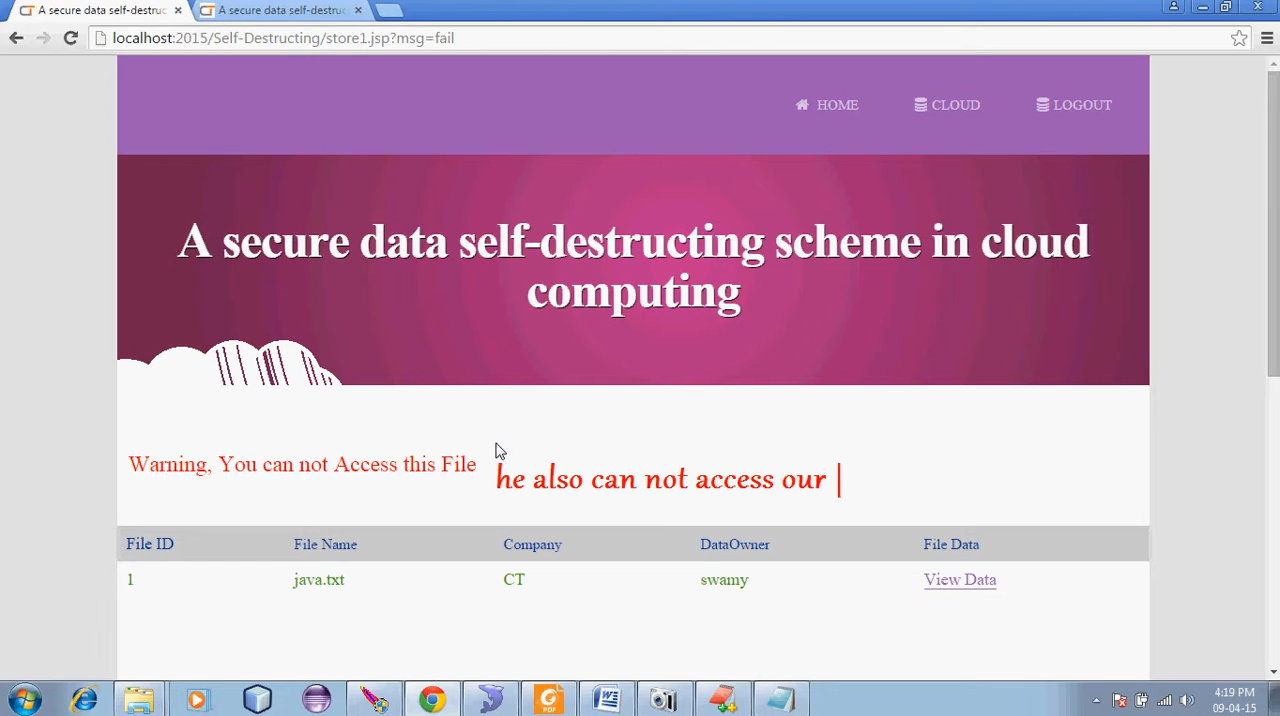 A secure data self-destruc
A secure data self-destruc
localhost:2015/Self-Destructing/store1.jsp?msg=fail
HOME CLOUD LOGOUT
A secure data self-destructing scheme in cloud
computing
Warning, You can not Access this File
he also can not access our
File ID File Name Company DataOwner File Data
1 java.txt CT swamy View Data
PDF
4:19 PM
09-04-15